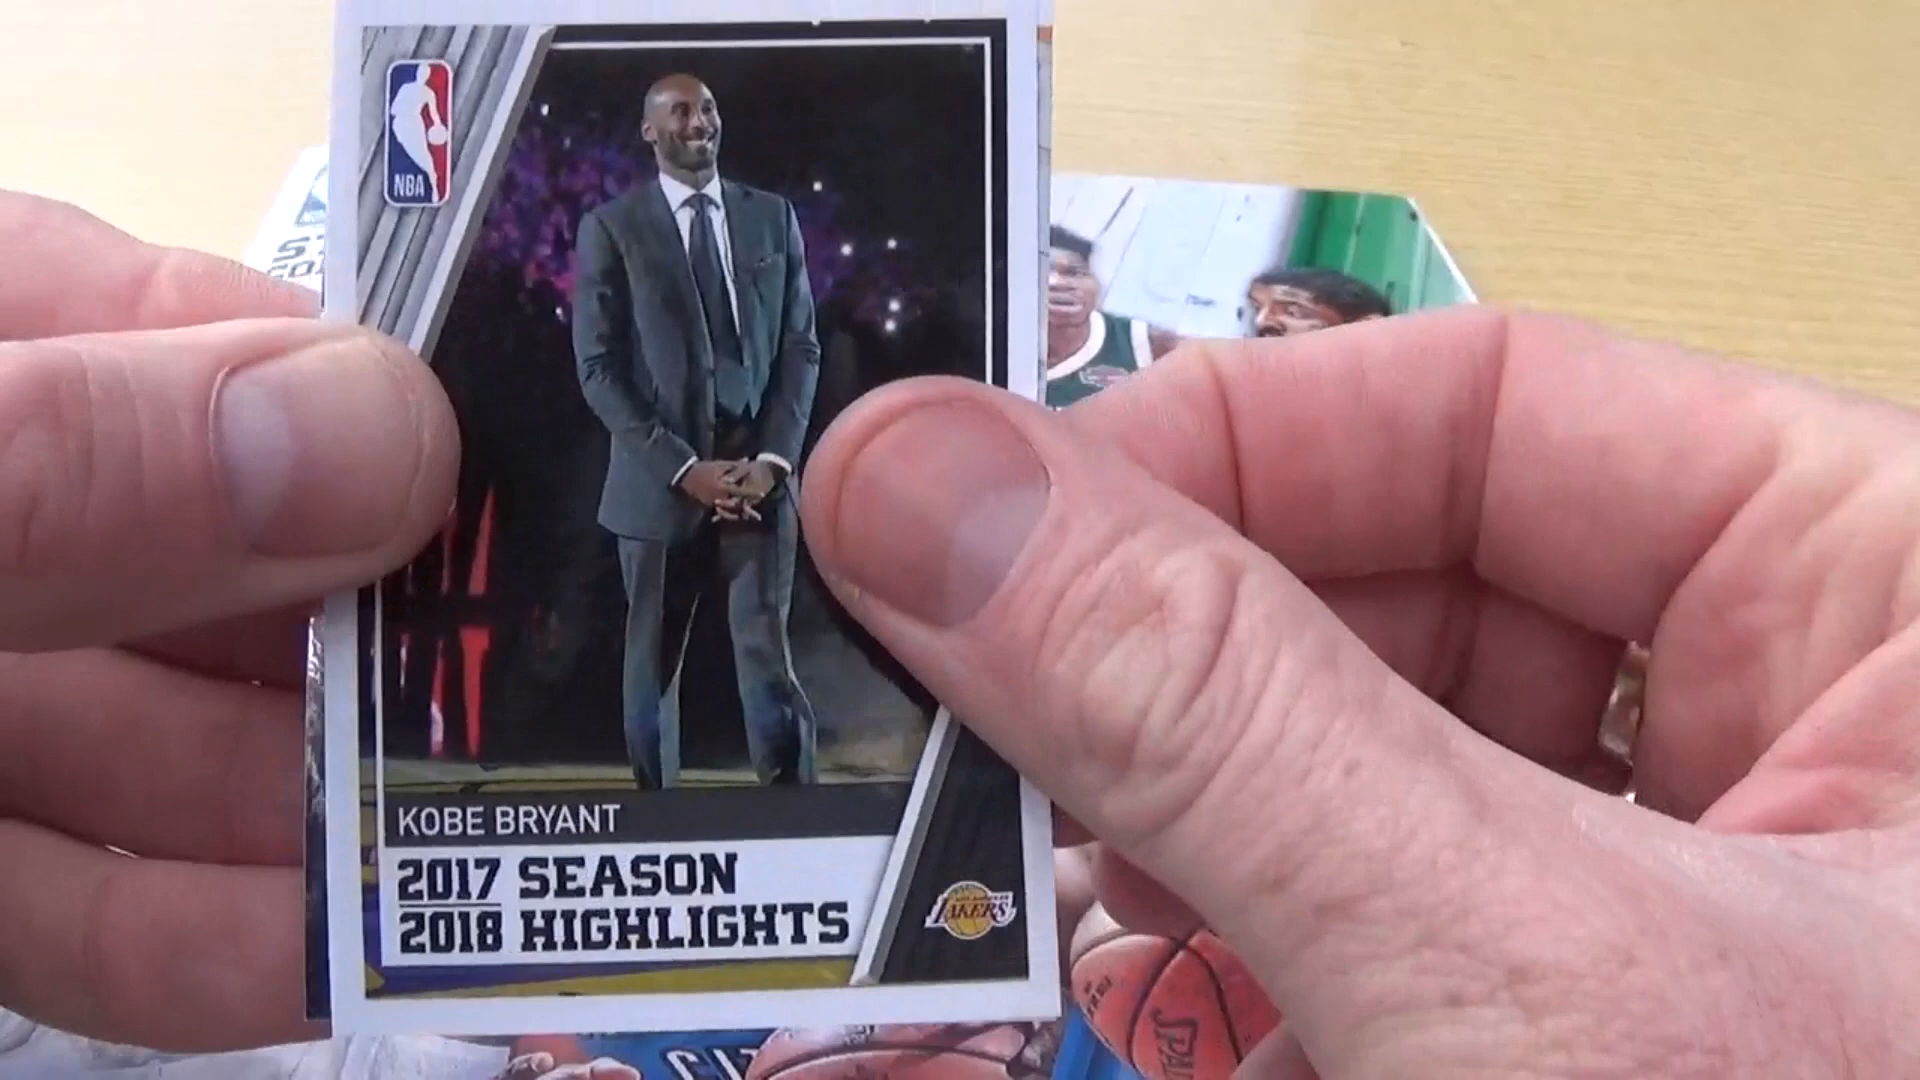 NBA
KOBE BRYANT
2017 SEASON
2018 HIGHLIGHTS
LAKERS